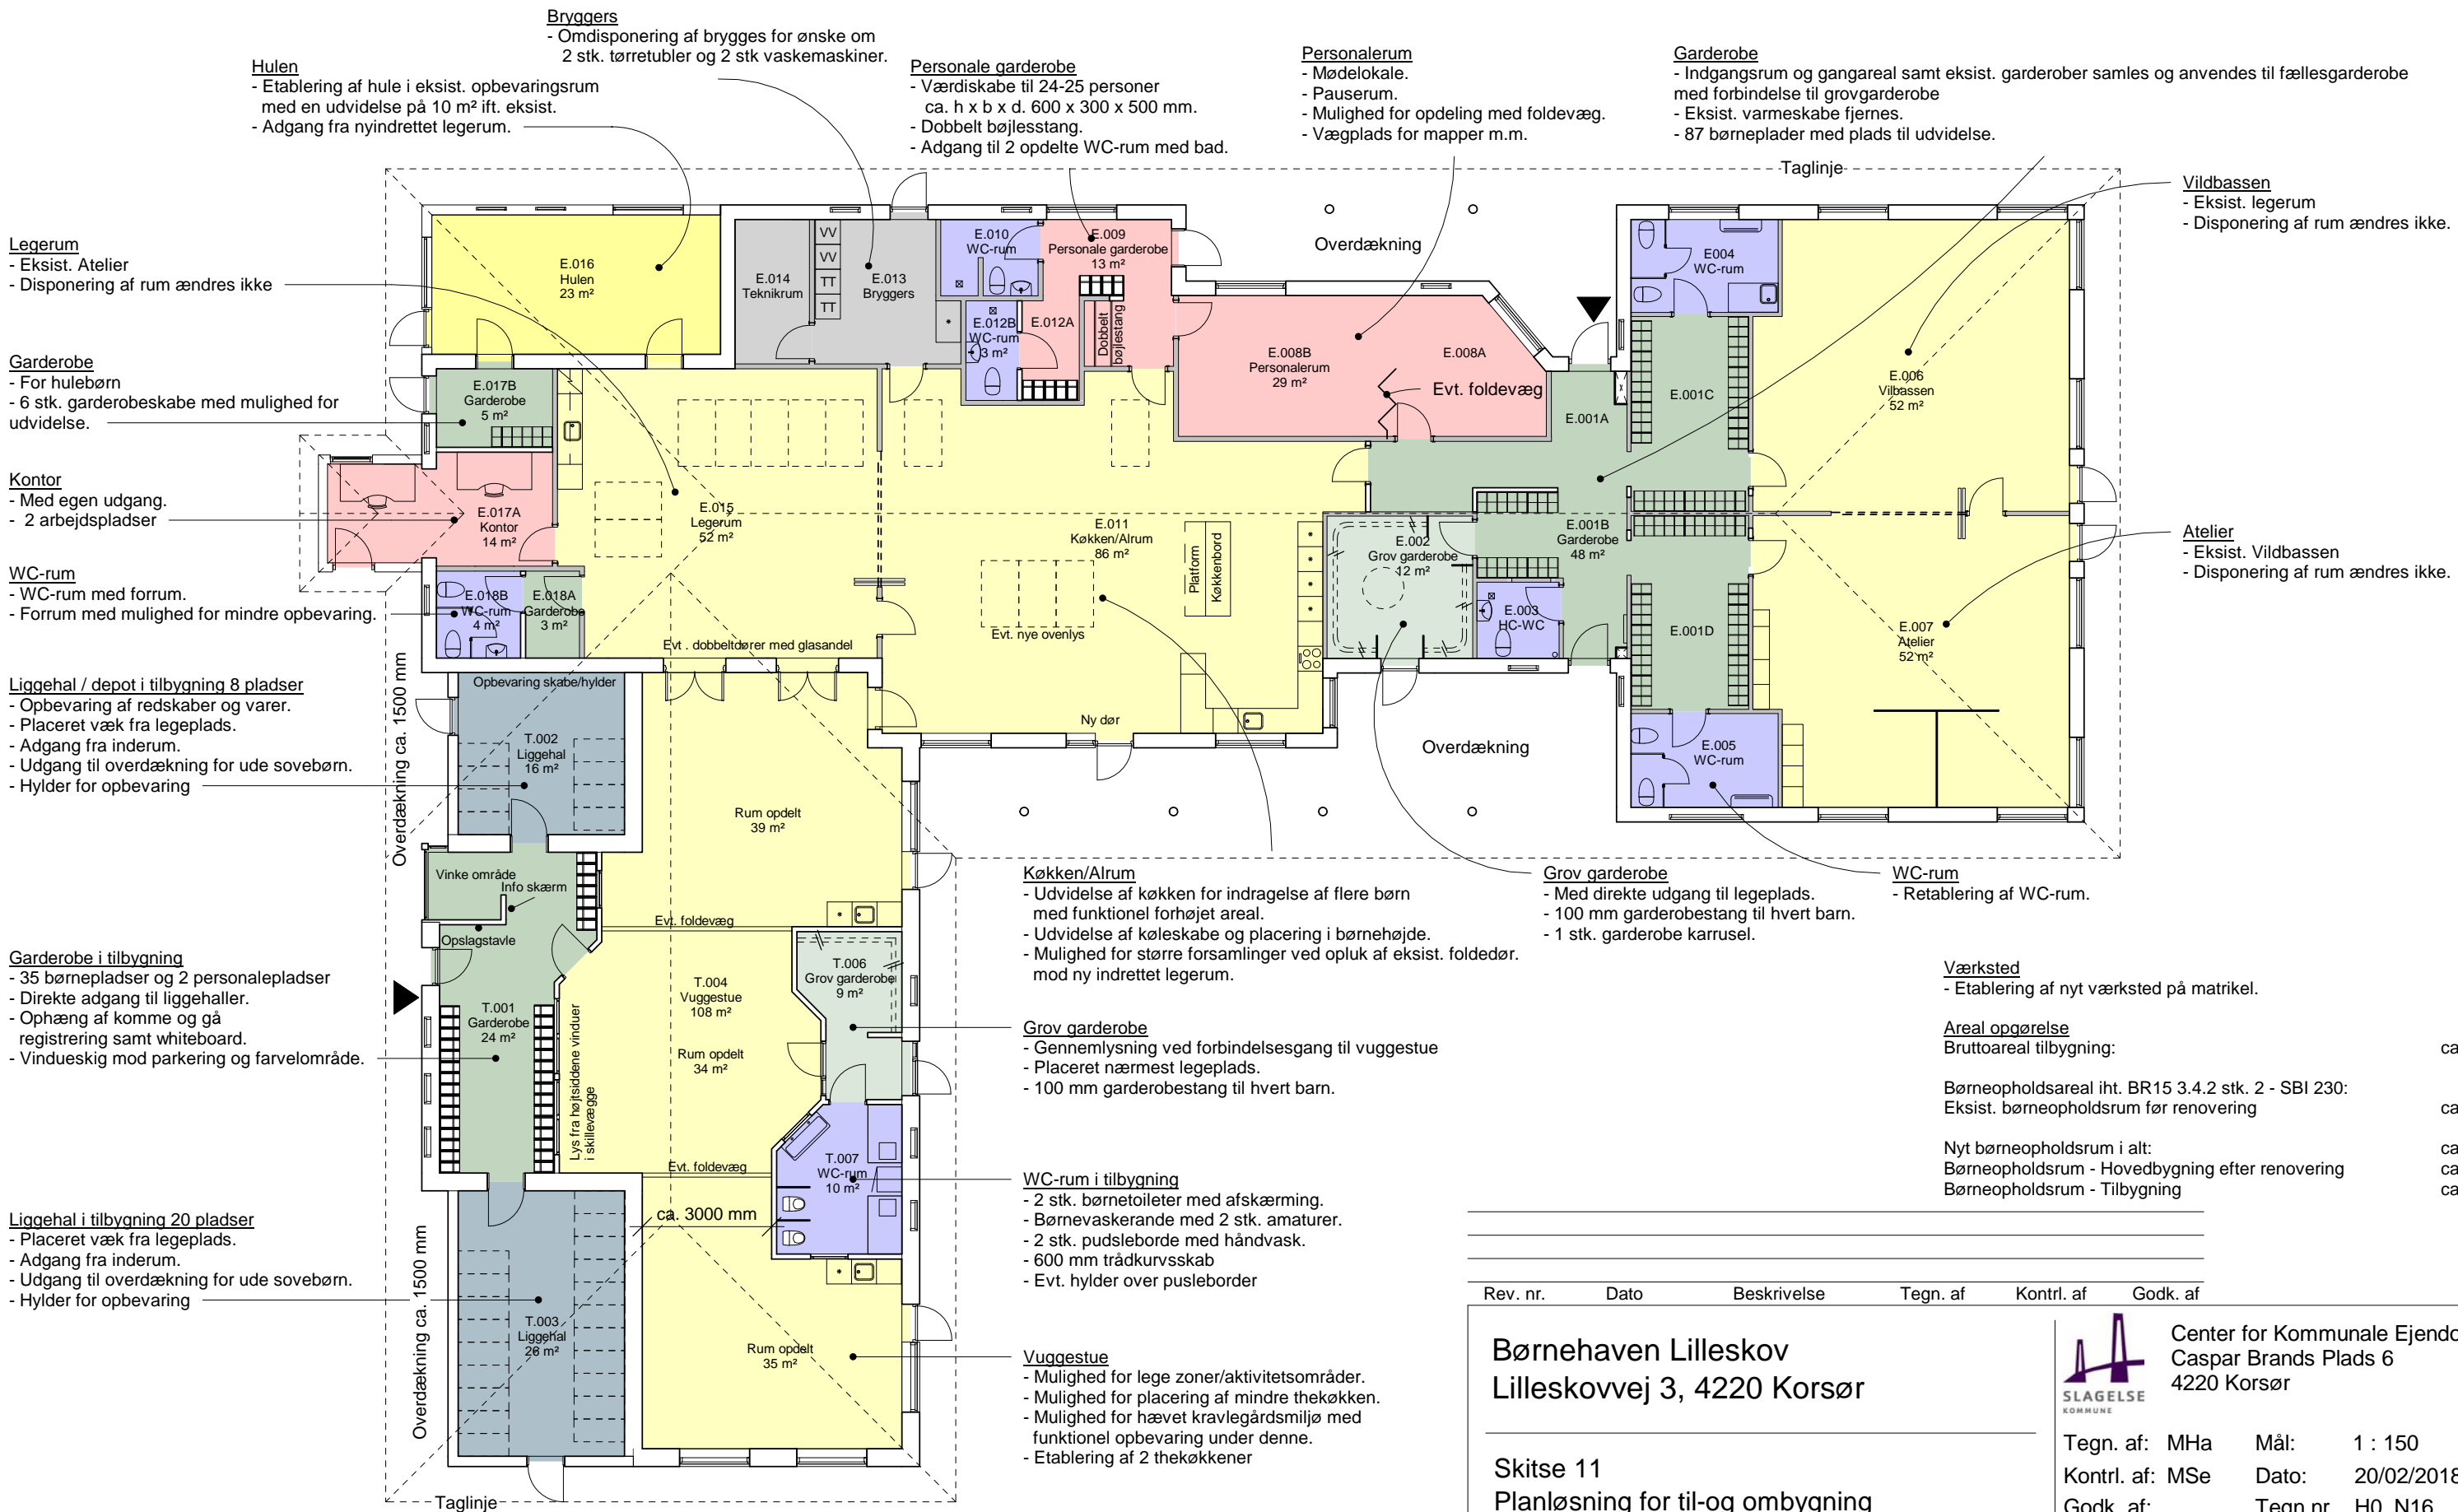 Bryggers
- Omdisponering af brygges for ønske om
2 stk. tørretubler og 2 stk vaskemaskiner.
Hulen
- Etablering af hule i eksist. opbevaringsrum
med en udvidelse på 10 m² ift. eksist.
- Adgang fra nyindrettet legerum.
Personale garderobe
- Værdiskabe til 24-25 personer
ca. h x b x d. 600 x 300 x 500 mm.
- Dobbelt bøjlesstang.
- Adgang til 2 opdelte WC-rum med bad.
Personalerum
- Mødelokale.
- Pauserum.
- Mulighed for opdeling med foldevæg.
- Vægplads for mapper m.m.
Garderobe
- Indgangsrum og gangareal samt eksist. garderober samles og anvendes til fællesgarderobe
med forbindelse til grovgarderobe
- Eksist. varmeskabe fjernes.
- 87 børneplader med plads til udvidelse.
Taglinje
Vildbassen
- Eksist. legerum
- Disponering af rum ændres ikke.
Legerum
- Eksist. Atelier
- Disponering af rum ændres ikke
Garderobe
- For hulebørn
- 6 stk. garderobeskabe med mulighed for
udvidelse.
Kontor
- Med egen udgang.
- 2 arbejdspladser
WC-rum
- WC-rum med forrum.
- Forrum med mulighed for mindre opbevaring.
Liggehal / depot i tilbygning 8 pladser
- Opbevaring af redskaber og varer.
- Placeret væk fra legeplads.
- Adgang fra inderum.
- Udgang til overdækning for ude sovebørn.
- Hylder for opbevaring
Garderobe i tilbygning
- 35 børnepladser og 2 personalepladser
- Direkte adgang til liggehaller.
- Ophæng af komme og gå
registrering samt whiteboard.
- Vindueskig mod parkering og farvelområde.
Liggehal i tilbygning 20 pladser
- Placeret væk fra legeplads.
- Adgang fra inderum.
- Udgang til overdækning for ude sovebørn.
- Hylder for opbevaring
E.016
Hulen
23 m²
E.014
Teknikrum
VV
VV
TT
TT
E.013
Bryggers
E.010
WC-rum
E.009
Personale garderobe
13 m²
E.012B
WC-rum
3 m²
E.012A
Dobbelt
bøjlestang
Overdækning
E.008B
Personalerum
29 m²
E.008A
Evt. foldevæg
E004
WC-rum
E.001C
E.001A
E.006
Vilbassen
52 m²
E.017B
Garderobe
5 m²
E.017A
Kontor
14 m²
E.015
Legerum
52 m²
E.011
Køkken/Alrum
86 m²
Platform
Køkkenbord
E.002
Grov garderobe
12 m²
E.001B
Garderobe
48 m²
E.003
HC-WC
E.001D
E.007
Atelier
52 m²
E.005
WC-rum
E.018B
WC-rum
4 m²
E.018A
Garderobe
3 m²
Evt. nye ovenlys
Evt . dobbeltdører med glasandel
Ny dør
Overdækning
Atelier
- Eksist. Vildbassen
- Disponering af rum ændres ikke.
Overdækning ca. 1500 mm
Opbevaring skabe/hylder
T.002
Liggehal
16 m²
Rum opdelt
39 m²
Vinke område
Info skærm
Opslagstavle
Evt. foldevæg
T.006
Grov garderobe
9 m²
T.004
Vuggestue
108 m²
T.001
Garderobe
24 m²
Rum opdelt
34 m²
Lys fra højtsiddene vinduer
i skillevægge
Evt. foldevæg
T.007
WC-rum
10 m²
ca. 3000 mm
T.003
Liggehal
26 m²
Rum opdelt
35 m²
Overdækning ca. 1500 mm
Taglinje
Køkken/Alrum
- Udvidelse af køkken for indragelse af flere børn
med funktionel forhøjet areal.
- Udvidelse af køleskabe og placering i børnehøjde.
- Mulighed for større forsamlinger ved opluk af eksist. foldedør.
mod ny indrettet legerum.
Grov garderobe
- Med direkte udgang til legeplads.
- 100 mm garderobestang til hvert barn.
- 1 stk. garderobe karrusel.
WC-rum
- Retablering af WC-rum.
Grov garderobe
- Gennemlysning ved forbindelsesgang til vuggestue
- Placeret nærmest legeplads.
- 100 mm garderobestang til hvert barn.
WC-rum i tilbygning
- 2 stk. børnetoileter med afskærming.
- Børnevaskerande med 2 stk. amaturer.
- 2 stk. pudsleborde med håndvask.
- 600 mm trådkurvsskab
- Evt. hylder over pusleborder
Vuggestue
- Mulighed for lege zoner/aktivitetsområder.
- Mulighed for placering af mindre thekøkken.
- Mulighed for hævet kravlegårdsmiljø med
funktionel opbevaring under denne.
- Etablering af 2 thekøkkener
Værksted
- Etablering af nyt værksted på matrikel.
Areal opgørelse
Bruttoareal tilbygning: ca
Børneopholdsareal iht. BR15 3.4.2 stk. 2 - SBI 230:
Eksist. børneopholdsrum før renovering ca
Nyt børneopholdsrum i alt: ca
Børneopholdsrum - Hovedbygning efter renovering ca
Børneopholdsrum - Tilbygning ca
Rev. nr. Dato Beskrivelse Tegn. af Kontrl. af Godk. af
Børnehaven Lilleskov
Lilleskovvej 3, 4220 Korsør
Skitse 11
Planløsning for til-og ombygning
SLAGELSE
KOMMUNE
Center for Kommunale Ejendo
Caspar Brands Plads 6
4220 Korsør
Tegn. af: MHa Mål: 1 : 150
Kontrl. af: MSe Dato: 20/02/2018
Godk. af: Tegn.nr. H0_N16